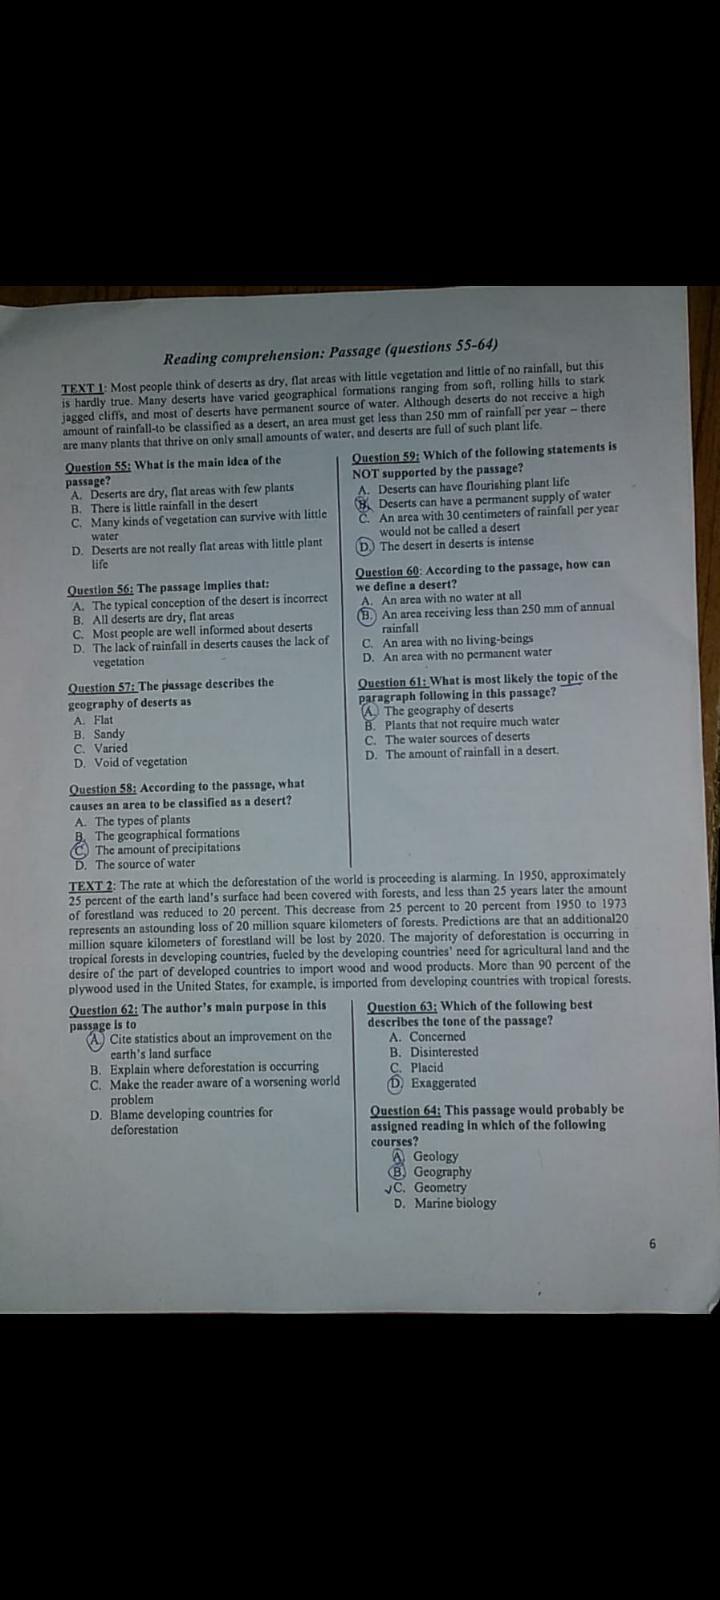 Reading comprehension: Passage (questions 55-64)
TEXT 1: Most people think of deserts as dry, flat areas with little vegetation and little of no rainfall, but this
is hardly true. Many deserts have varied geographical formations ranging from soft, rolling hills to stark
jagged cliffs, and most of deserts have permanent source of water. Although deserts do not receive a high
amount of rainfall-to be classified as a desert, an area must get less than 250 mm of rainfall per year – there
are many plants that thrive on only small amounts of water, and deserts are full of such plant life.
Question 55: What is the main idea of the
passage?
A. Deserts are dry, flat areas with few plants
B. There is little rainfall in the desert
C. Many kinds of vegetation can survive with little
water
D. Deserts are not really flat areas with little plant
life
Question 56: The passage implies that:
A. The typical conception of the desert is incorrect
B. All deserts are dry, flat areas
C. Most people are well informed about deserts
D. The lack of rainfall in deserts causes the lack of
vegetation
Question 57: The passage describes the
geography of deserts as
A. Flat
B. Sandy
C. Varied
D. Void of vegetation
Question 58: According to the passage, what
causes an area to be classified as a desert?
A. The types of plants
B. The geographical formations
C. The amount of precipitations
D. The source of water
Question 59: Which of the following statements is
NOT supported by the passage?
A. Deserts can have flourishing plant life
B. Deserts can have a permanent supply of water
C. An area with 30 centimeters of rainfall per year
would not be called a desert
D. The desert in deserts is intense
Question 60: According to the passage, how can
we define a desert?
A. An area with no water at all
B. An area receiving less than 250 mm of annual
rainfall
C. An area with no living-beings
D. An area with no permanent water
Question 61: What is most likely the topic of the
paragraph following in this passage?
A. The geography of deserts
B. Plants that not require much water
C. The water sources of deserts
D. The amount of rainfall in a desert.
TEXT 2: The rate at which the deforestation of the world is proceeding is alarming. In 1950, approximately
25 percent of the earth land's surface had been covered with forests, and less than 25 years later the amount
of forestland was reduced to 20 percent. This decrease from 25 percent to 20 percent from 1950 to 1973
represents an astounding loss of 20 million square kilometers of forests. Predictions are that an additional20
million square kilometers of forestland will be lost by 2020. The majority of deforestation is occurring in
tropical forests in developing countries, fueled by the developing countries' need for agricultural land and the
desire of the part of developed countries to import wood and wood products. More than 90 percent of the
plywood used in the United States, for example, is imported from developing countries with tropical forests.
Question 62: The author's main purpose in this
passage is to
A. Cite statistics about an improvement on the
earth's land surface
B. Explain where deforestation is occurring
C. Make the reader aware of a worsening world
problem
D. Blame developing countries for
deforestation
Question 63: Which of the following best
describes the tone of the passage?
A. Concerned
B. Disinterested
C. Placid
D. Exaggerated
Question 64: This passage would probably be
assigned reading in which of the following
courses?
A. Geology
B. Geography
C. Geometry
D. Marine biology
6